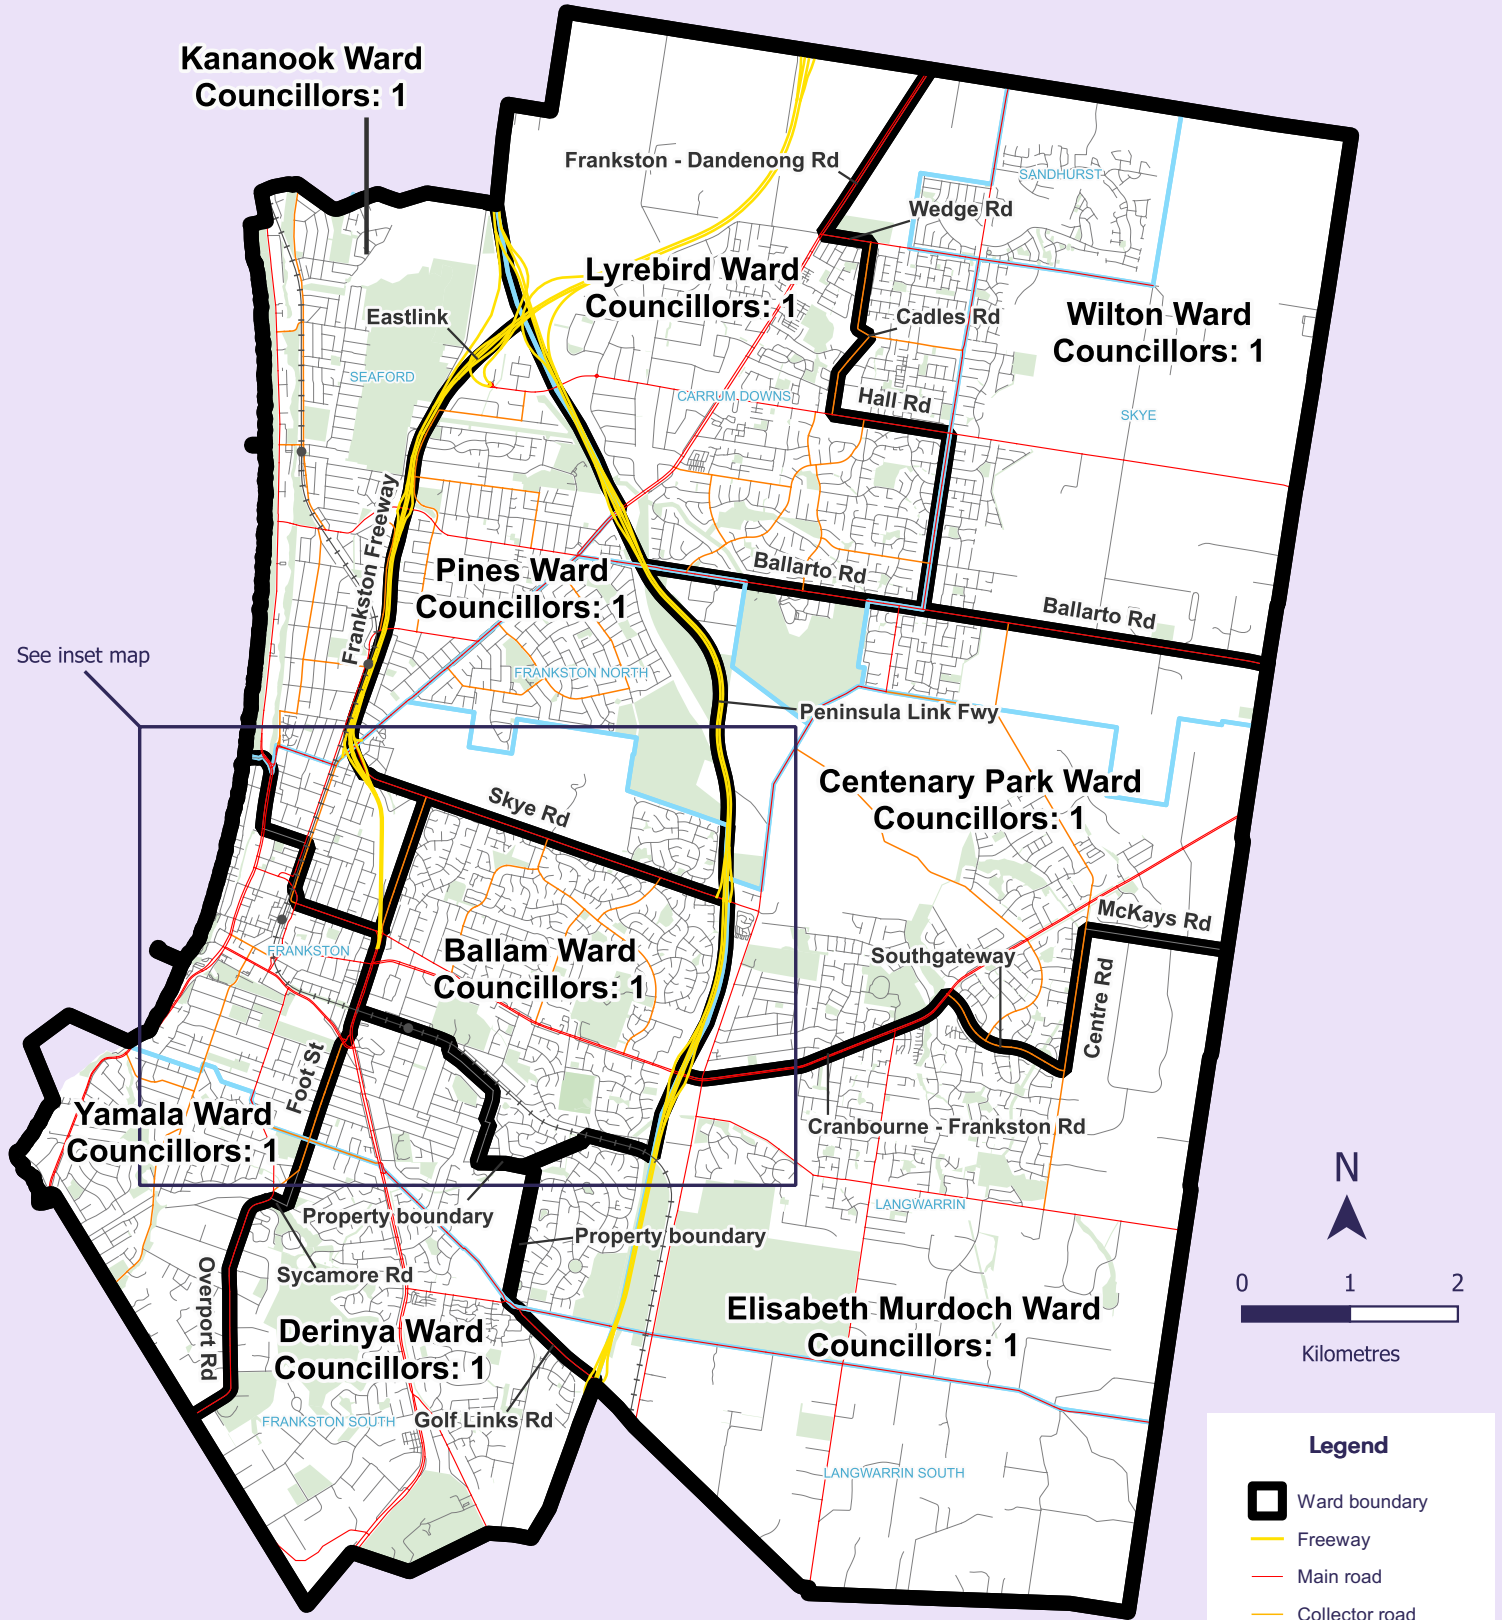 Kananook Ward
Councillors: 1
Frankston - Dandenong Rd
SANDHURST
Wedge Rd
Lyrebird Ward
Councillors: 1
Eastlink
Cadles Rd
Wilton Ward
Councillors: 1
SEAFORD
CARRUM DOWNS
Hall Rd
SKYE
Frankston Freeway
Pines Ward
Councillors: 1
Ballarto Rd
Ballarto Rd
See inset map
FRANKSTON NORTH
Peninsula Link Fwy
Centenary Park Ward
Councillors: 1
Skye Rd
McKays Rd
FRANKSTON
Ballam Ward
Councillors: 1
Southgateway
Centre Rd
Foot St
Yamala Ward
Councillors: 1
Cranbourne - Frankston Rd
N
LANGWARRIN
Property boundary
Property boundary
Sycamore Rd
Overport Rd
0 1 2
Kilometres
Elisabeth Murdoch Ward
Councillors: 1
Derinya Ward
Councillors: 1
FRANKSTON SOUTH
Golf Links Rd
LANGWARRIN SOUTH
Legend
Ward boundary
Freeway
Main road
Collector road